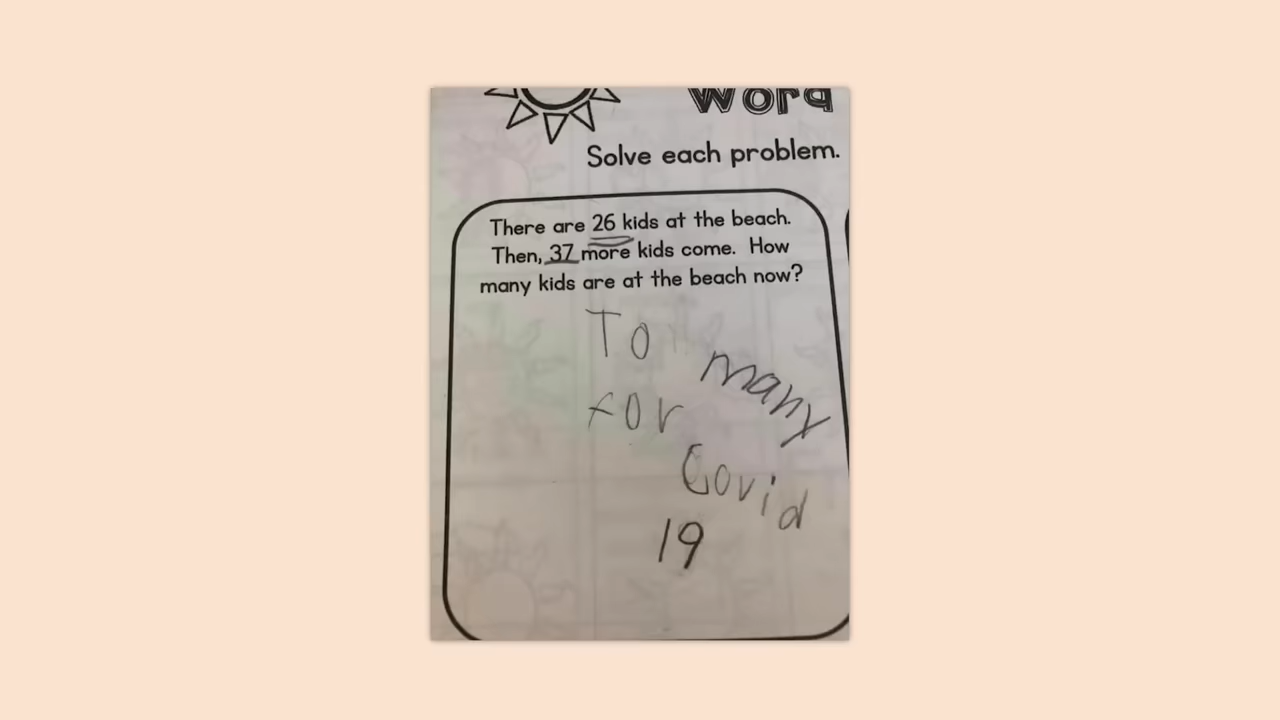 Word
Solve each problem.
There are 26 kids at the beach.
Then, 37 more kids come. How
many kids are at the beach now?
To many
for
Covid
19